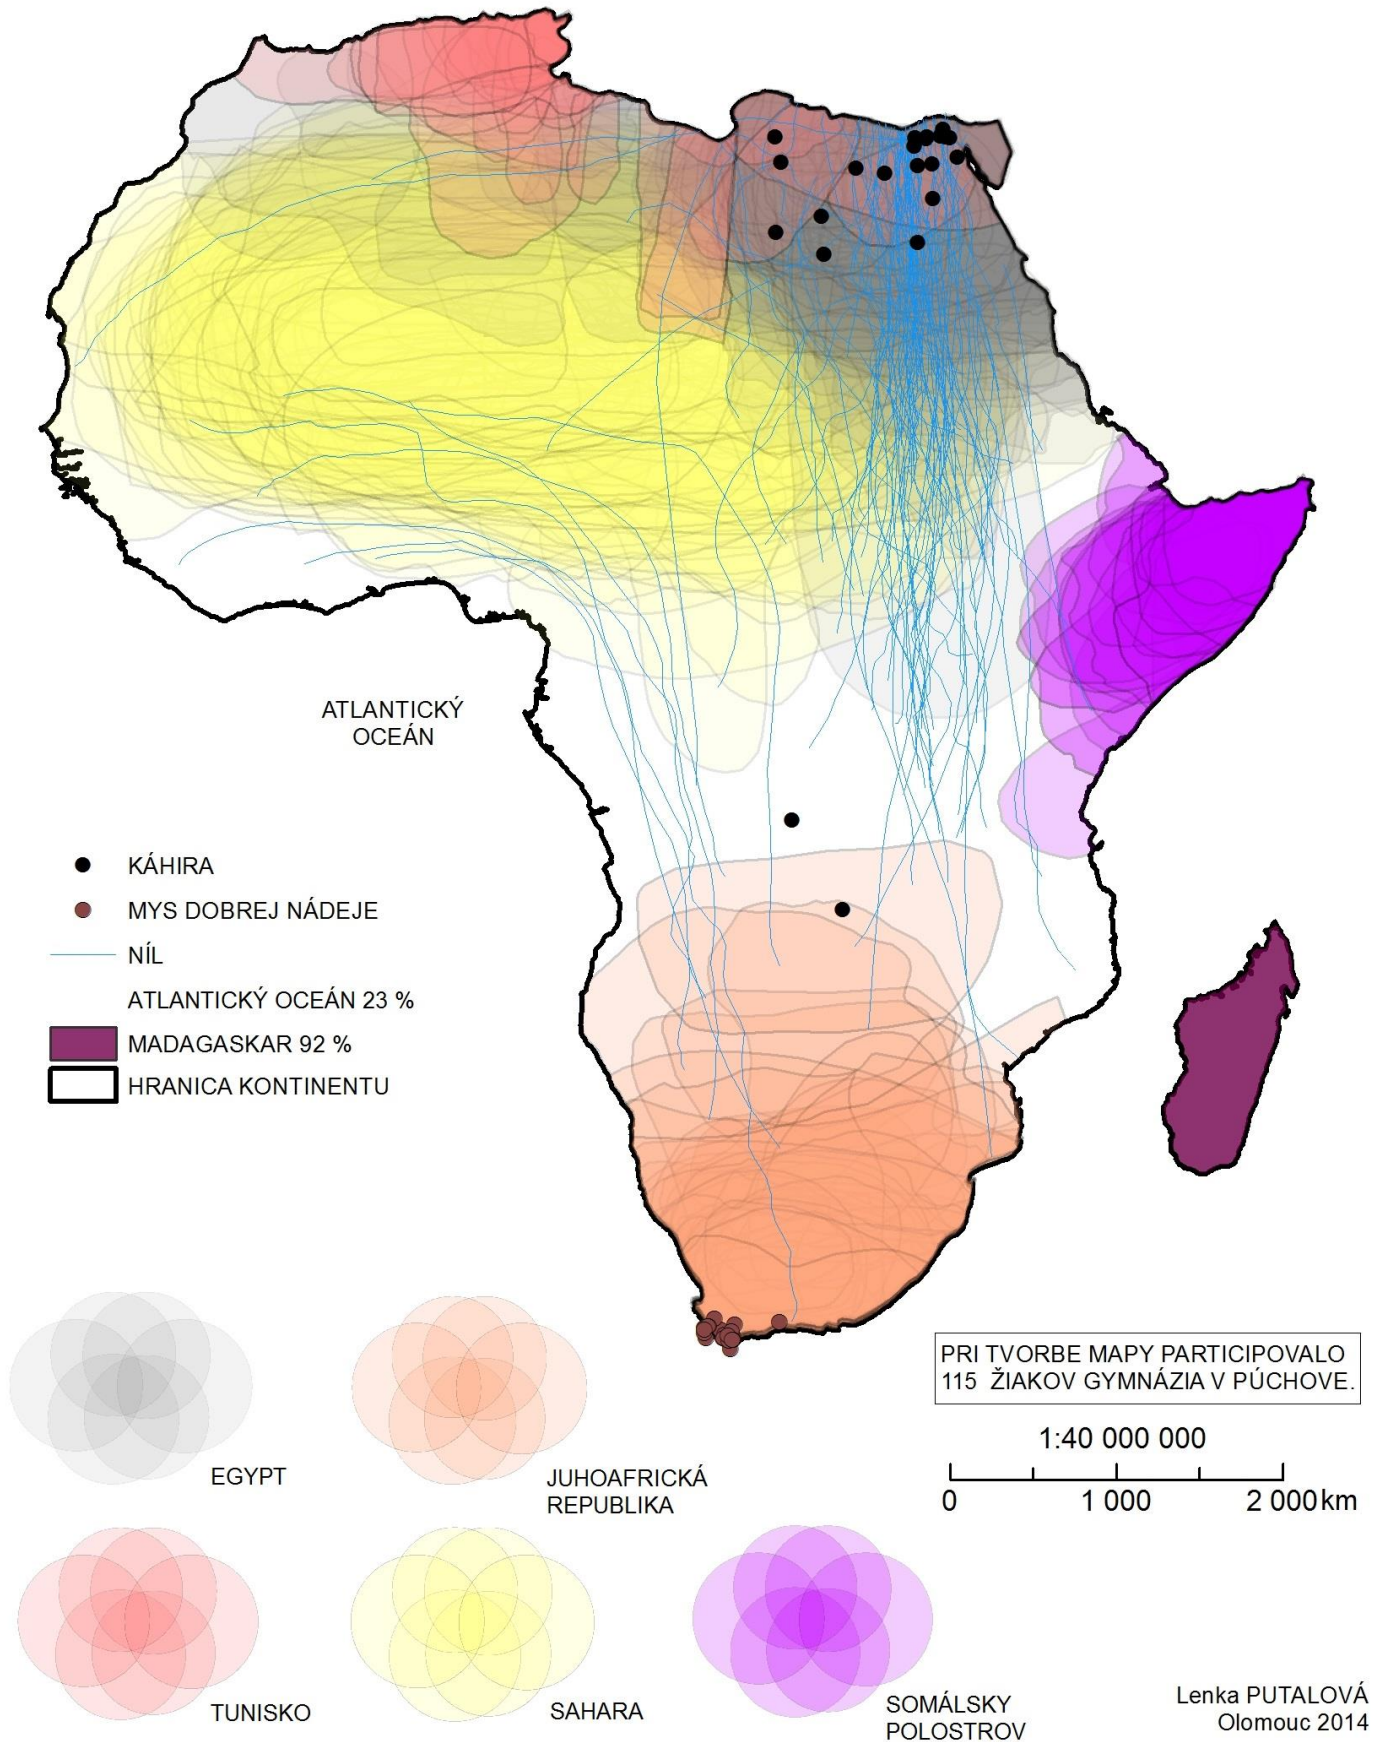 ATLANTICKÝ
OCEÁN
KÁHIRA
MYS DOBREJ NÁDEJE
NÍL
ATLANTICKÝ OCEÁN 23 %
MADAGASKAR 92 %
HRANICA KONTINENTU
PRI TVORBE MAPY PARTICIPOVALO
115 ŽIAKOV GYMNÁZIA V PÚCHOVE.
1:40 000 000
0 1 000 2 000 km
EGYPT
JUHOAFRICKÁ
REPUBLIKA
TUNISKO
SAHARA
SOMÁLSKY
POLOSTROV
Lenka PUTALOVÁ
Olomouc 2014